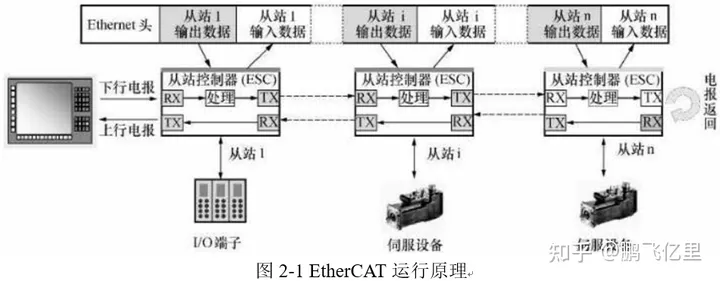 Ethernet 头
从站 1
输出数据
从站 1
输入数据
从站 i
输出数据
从站 i
输入数据
从站 n
输出数据
从站 n
输入数据
下行电报
上行电报
从站控制器 (ESC)
RX
处理
TX
TX
RX
从站控制器 (ESC)
RX
处理
TX
TX
RX
从站控制器 (ESC)
RX
处理
TX
TX
RX
电报返回
从站 1
从站 i
从站 n
I/O 端子
伺服设备
伺服设备
知乎 @鹏飞亿里
图 2-1 EtherCAT 运行原理